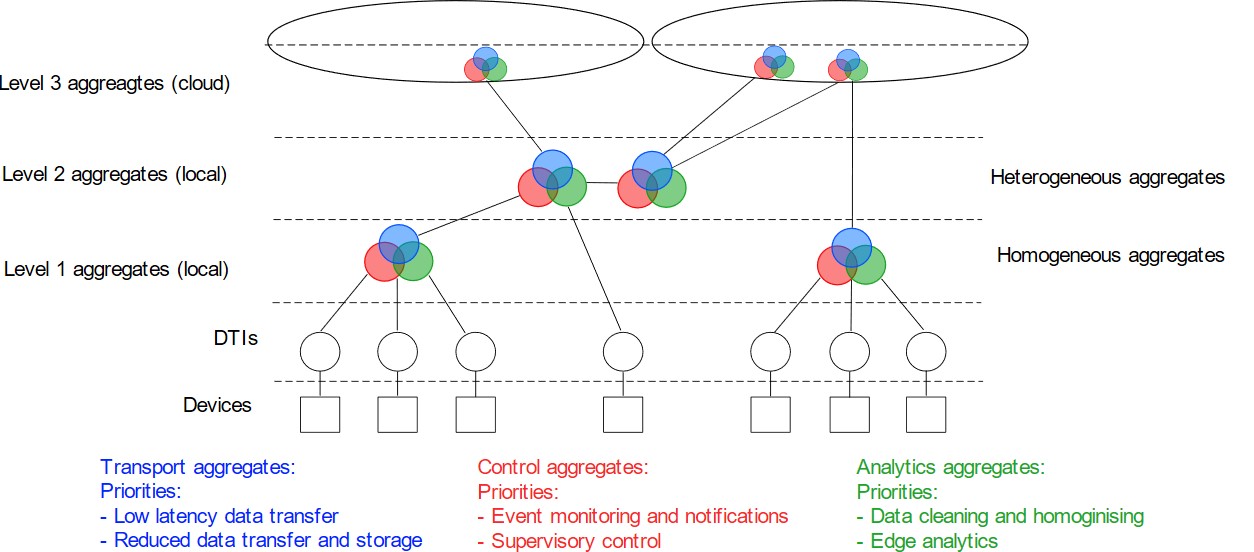 Level 3 aggreagtes (cloud)
Level 2 aggregates (local)
Heterogeneous aggregates
Level 1 aggregates (local)
Homogeneous aggregates
DTIs
Devices
Transport aggregates:
Priorities:
- Low latency data transfer
- Reduced data transfer and storage
Control aggregates:
Priorities:
- Event monitoring and notifications
- Supervisory control
Analytics aggregates:
Priorities:
- Data cleaning and homoginising
- Edge analytics